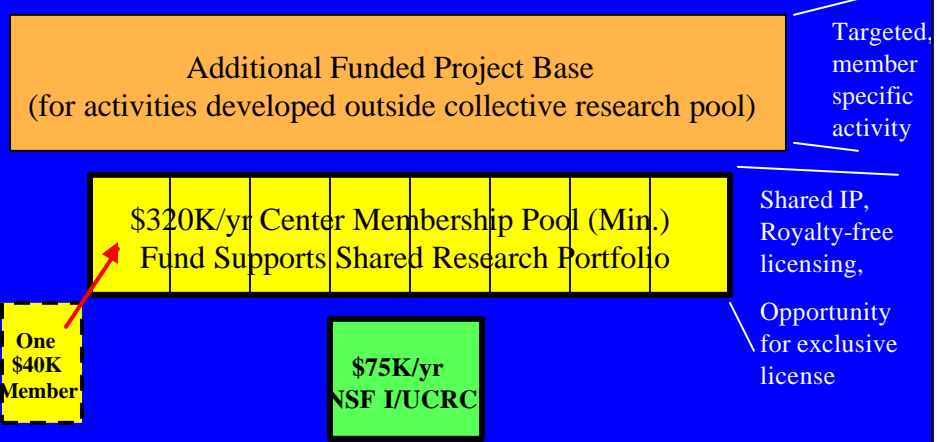 Additional Funded Project Base
(for activities developed outside collective research pool)
Targeted,
member
specific
activity
$320K/yr Center Membership Pool (Min.)
Fund Supports Shared Research Portfolio
Shared IP,
Royalty-free
licensing,
Opportunity
for exclusive
license
One
$40K
Member
$75K/yr
NSF I/UCRC